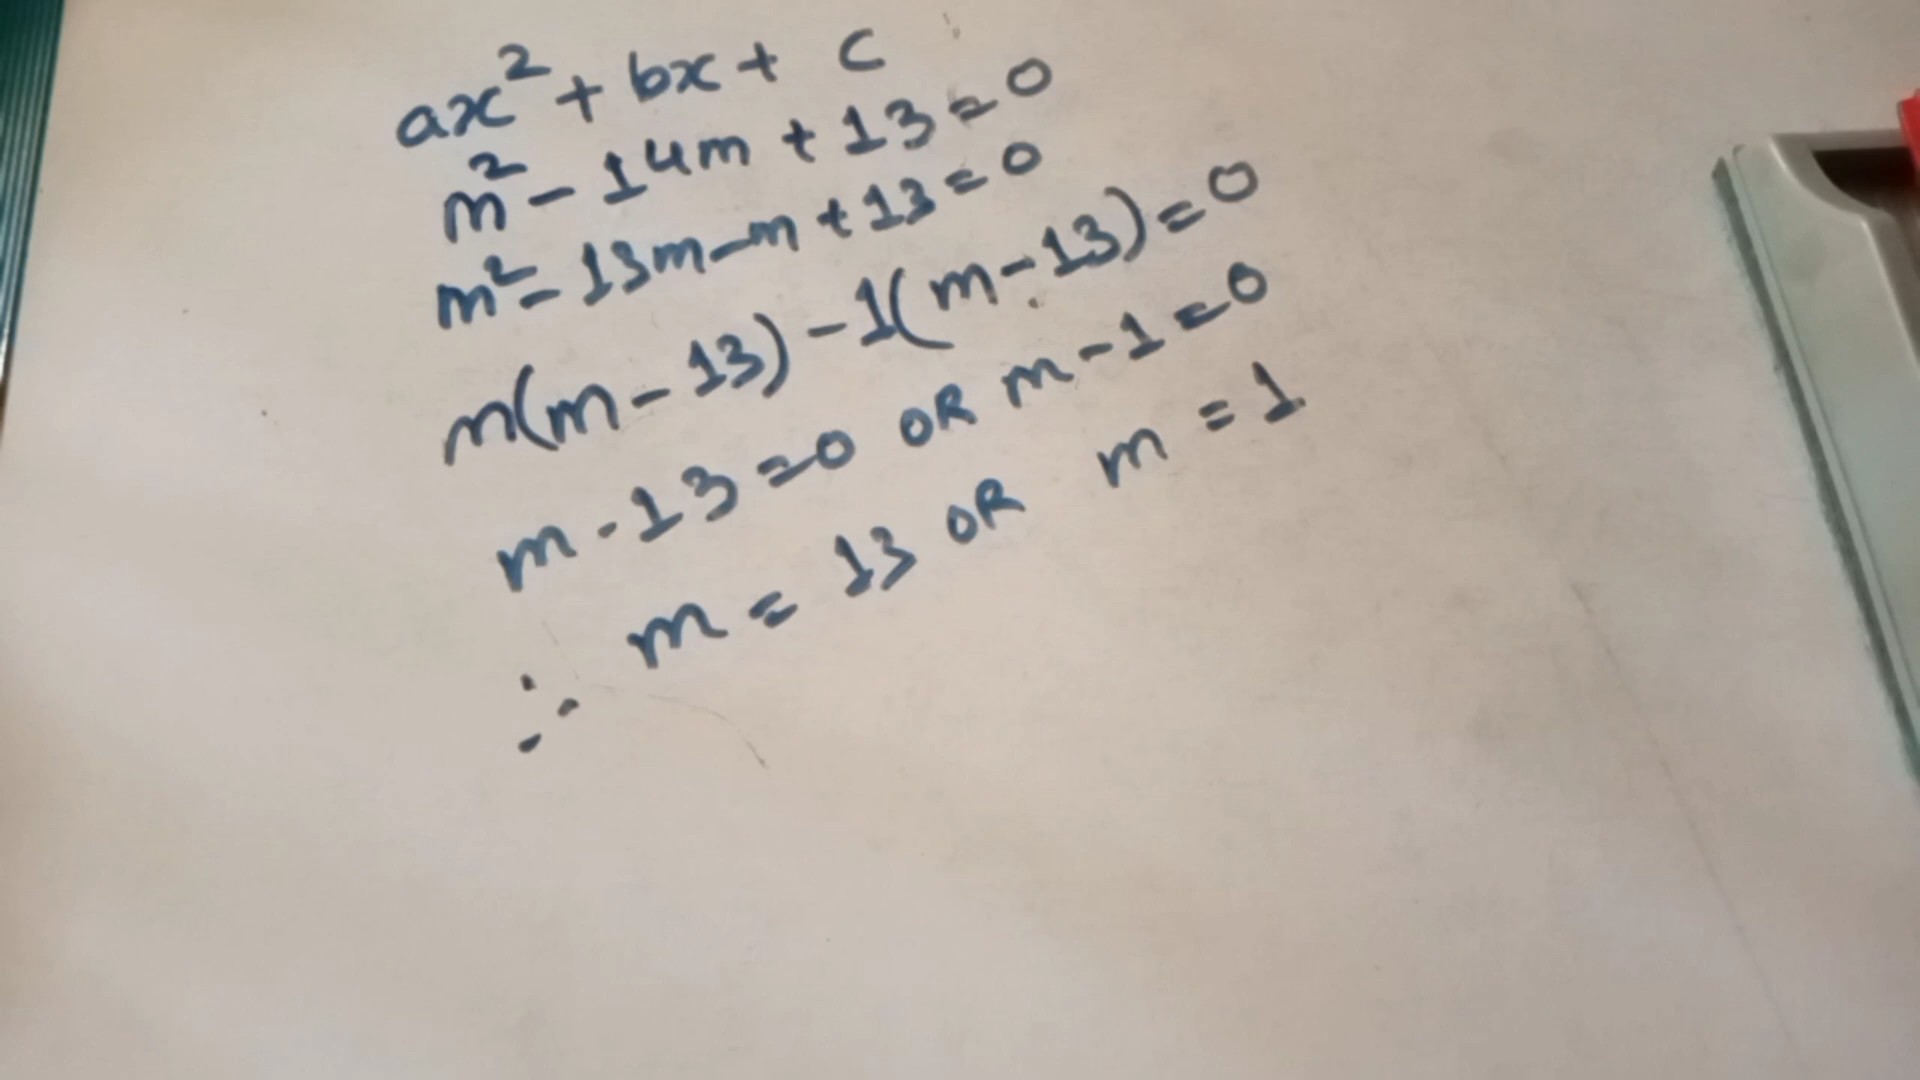 ax² + bx + c
m² - 14m + 13 = 0
m² - 13m - m + 13 = 0
m(m - 13) - 1(m - 13) = 0
m - 13 = 0 OR m - 1 = 0
m = 13 OR m = 1
∴